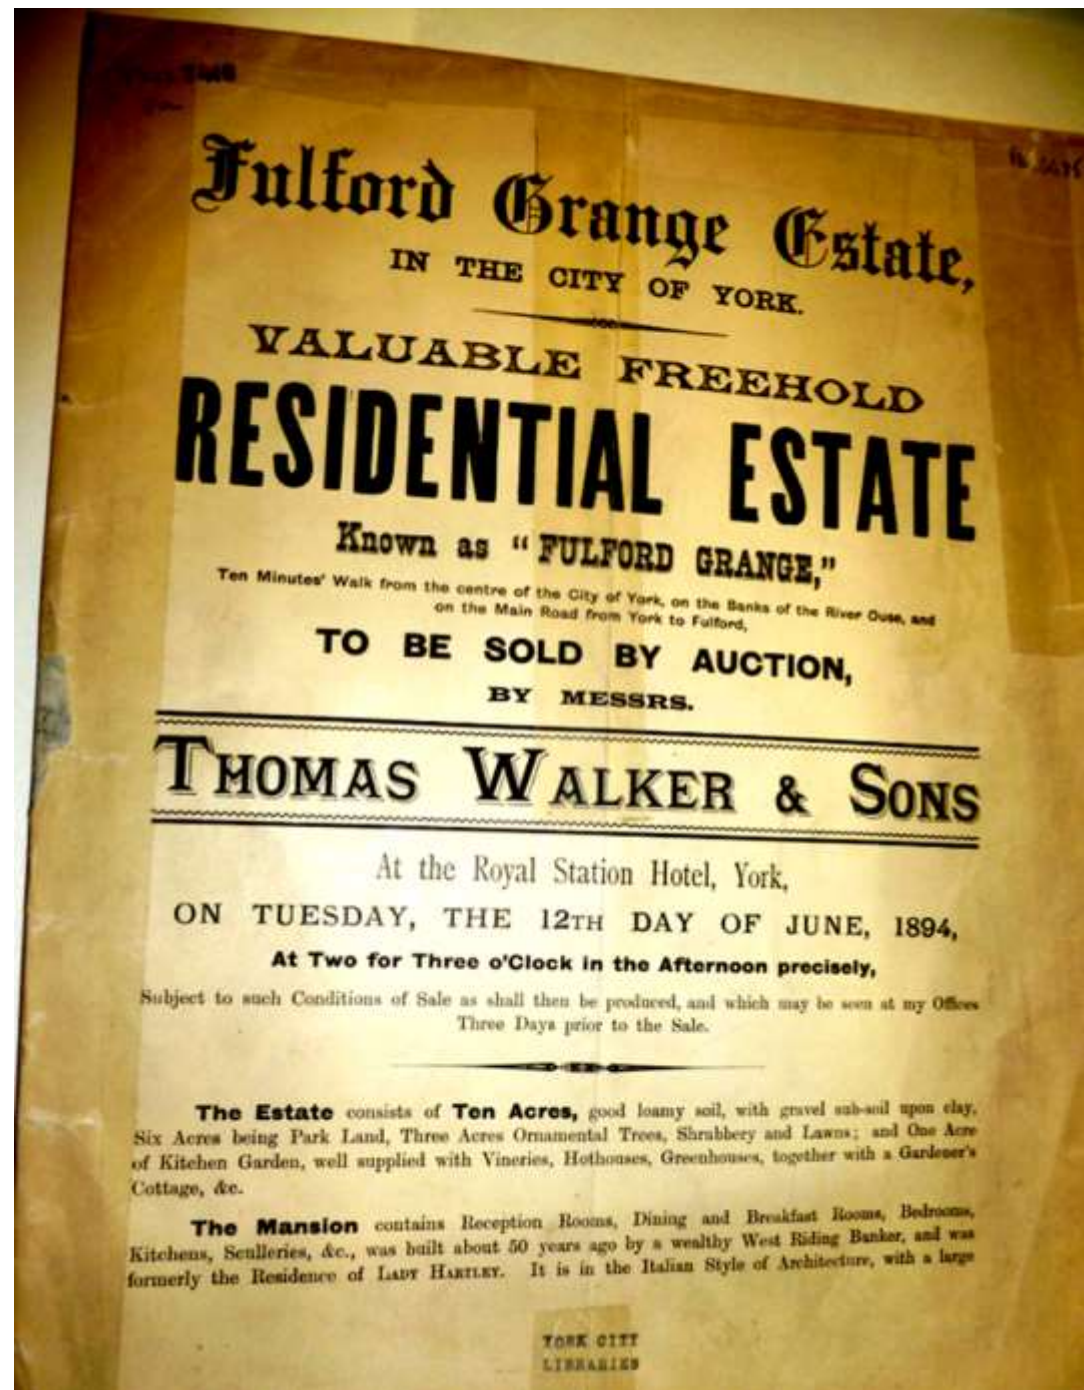 Fulford Grange Estate,
IN THE CITY OF YORK.
VALUABLE FREEHOLD
RESIDENTIAL ESTATE
Known as "FULFORD GRANGE,"
Ten Minutes' Walk from the centre of the City of York, on the Banks of the River Ouse, and
on the Main Road from York to Fulford,
TO BE SOLD BY AUCTION,
BY MESSRS.
THOMAS WALKER & SONS
At the Royal Station Hotel, York,
ON TUESDAY, THE 12TH DAY OF JUNE, 1894,
At Two for Three o'Clock in the Afternoon precisely,
Subject to such Conditions of Sale as shall then be produced, and which may be seen at my Offices
Three Days prior to the Sale.
The Estate consists of Ten Acres, good loamy soil, with gravel sub-soil upon clay,
Six Acres being Park Land, Three Acres Ornamental Trees, Shrubbery and Lawns; and One Acre
of Kitchen Garden, well supplied with Vineries, Hothouses, Greenhouses, together with a Gardener's
Cottage, &c.
The Mansion contains Reception Rooms, Dining and Breakfast Rooms, Bedrooms,
Kitchens, Sculleries, &c., was built about 50 years ago by a wealthy West Riding Banker, and was
formerly the Residence of LADY HARTLEY. It is in the Italian Style of Architecture, with a large
YORK CITY
LIBRARIES